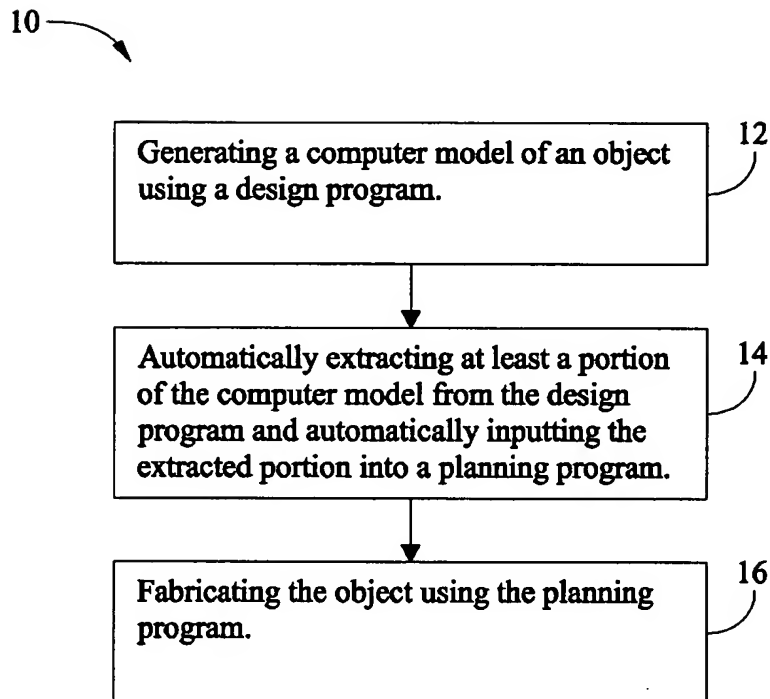 10
12
Generating a computer model of an object
using a design program.
14
Automatically extracting at least a portion
of the computer model from the design
program and automatically inputting the
extracted portion into a planning program.
16
Fabricating the object using the planning
program.